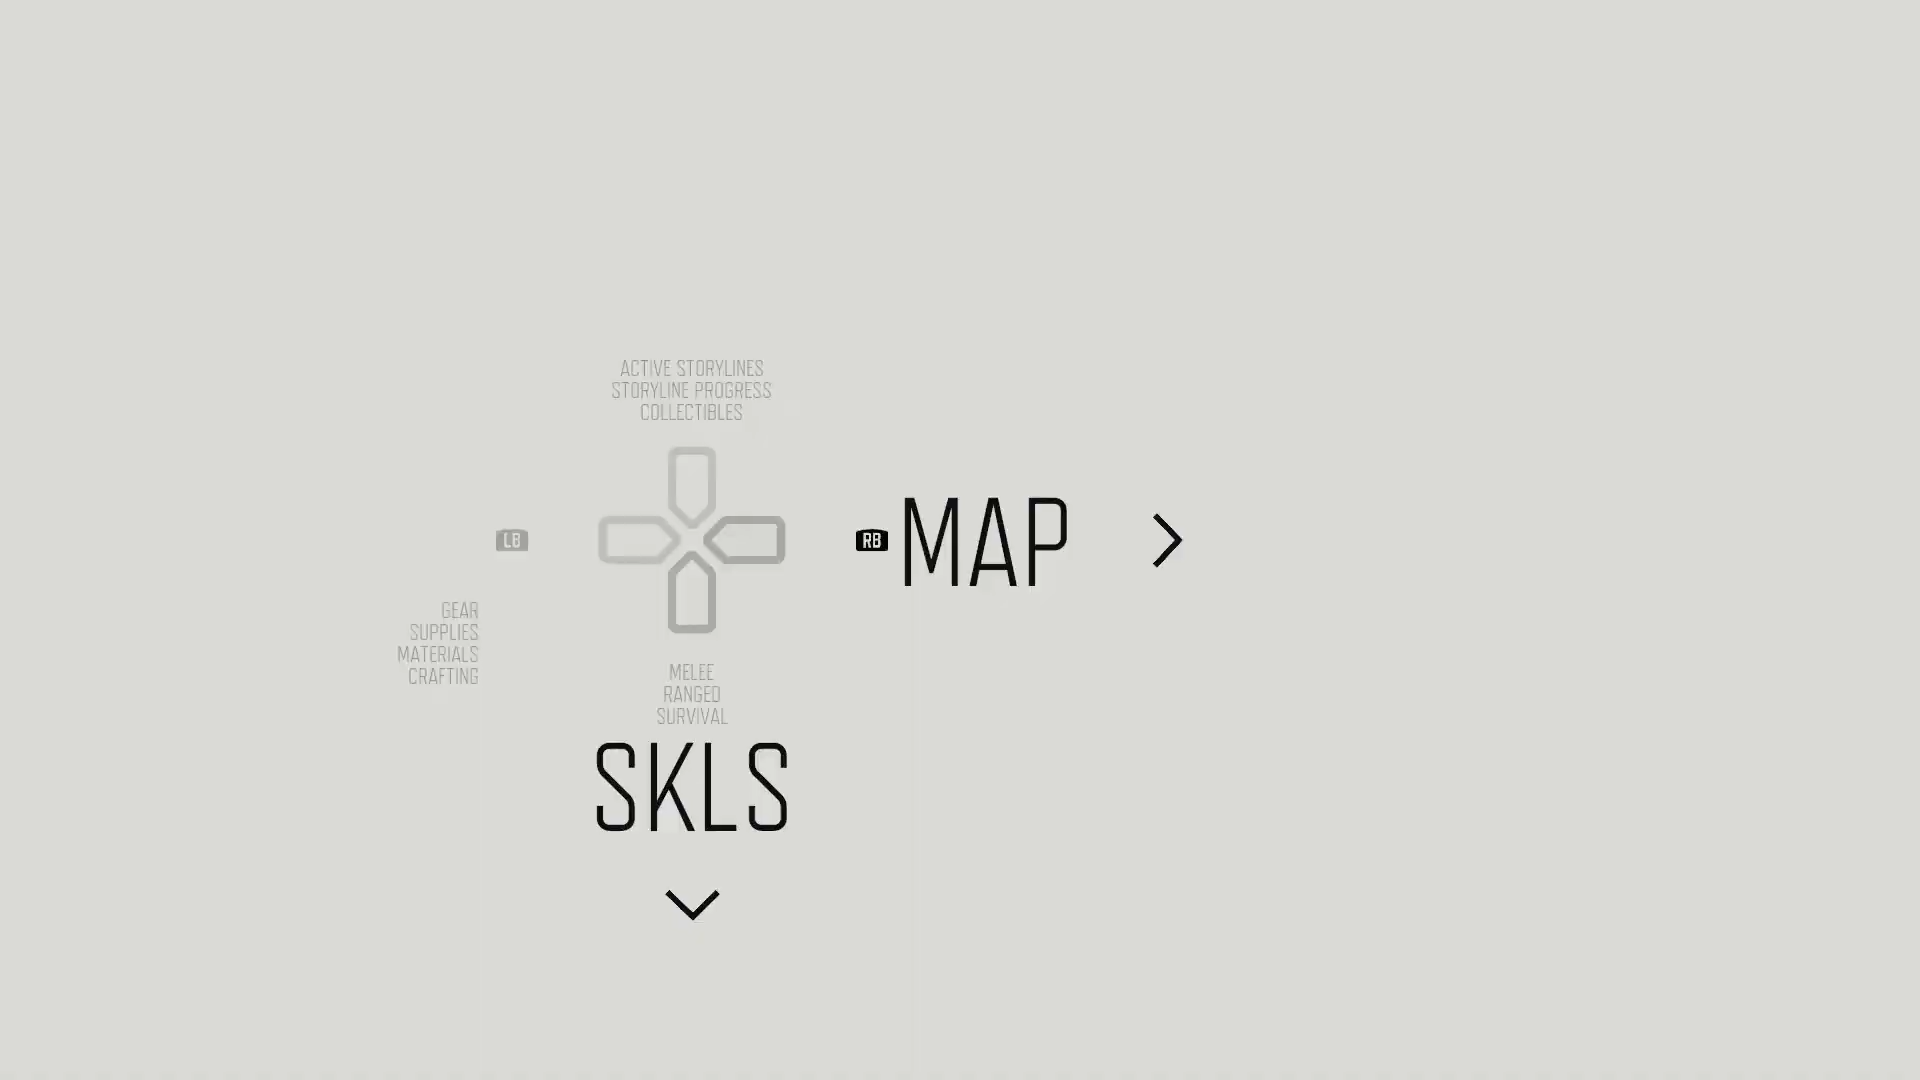 ACTIVE STORYLINES
STORYLINE PROGRESS
COLLECTIBLES
LB
RB MAP
GEAR
SUPPLIES
MATERIALS
CRAFTING
MELEE
RANGED
SURVIVAL
SKLS